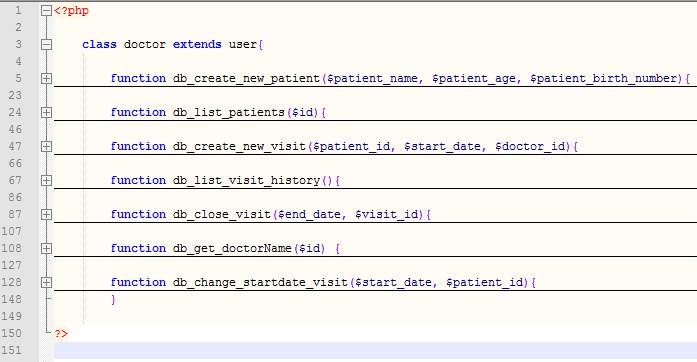 1 <?php
2
3 class doctor extends user{
4
5 function db_create_new_patient($patient_name, $patient_age, $patient_birth_number){
23
24 function db_list_patients($id){
46
47 function db_create_new_visit($patient_id, $start_date, $doctor_id){
66
67 function db_list_visit_history(){
86
87 function db_close_visit($end_date, $visit_id){
107
108 function db_get_doctorName($id) {
127
128 function db_change_startdate_visit($start_date, $patient_id){
148 }
149
150 ?>
151